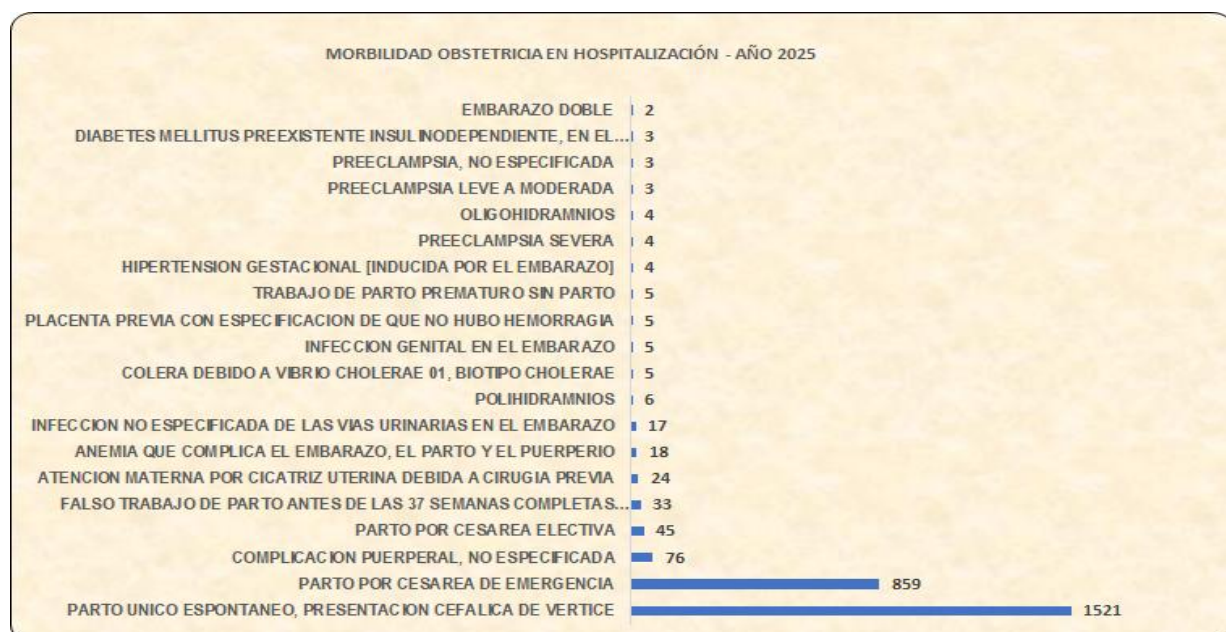 MORBILIDAD OBSTETRICIA EN HOSPITALIZACIÓN - AÑO 2025
EMBARAZO DOBLE 2
DIABETES MELLITUS PREEXISTENTE INSULINODEPENDIENTE, EN EL... 3
PREECLAMPSIA, NO ESPECIFICADA 3
PREECLAMPSIA LEVE A MODERADA 3
OLIGOHIDRAMNIOS 4
PREECLAMPSIA SEVERA 4
HIPERTENSION GESTACIONAL [INDUCIDA POR EL EMBARAZO] 4
TRABAJO DE PARTO PREMATURO SIN PARTO 5
PLACENTA PREVIA CON ESPECIFICACION DE QUE NO HUBO HEMORRAGIA 5
INFECCION GENITAL EN EL EMBARAZO 5
COLERA DEBIDO A VIBRIO CHOLERAE 01, BIOTIPO CHOLERAE 5
POLIHIDRAMNIOS 6
INFECCION NO ESPECIFICADA DE LAS VIAS URINARIAS EN EL EMBARAZO 17
ANEMIA QUE COMPLICA EL EMBARAZO, EL PARTO Y EL PUERPERIO 18
ATENCION MATERNA POR CICATRIZ UTERINA DEBIDA A CIRUGIA PREVIA 24
FALSO TRABAJO DE PARTO ANTES DE LAS 37 SEMANAS COMPLETAS... 33
PARTO POR CESAREA ELECTIVA 45
COMPLICACION PUERPERAL, NO ESPECIFICADA 76
PARTO POR CESAREA DE EMERGENCIA 859
PARTO UNICO ESPONTANEO, PRESENTACION CEFALICA DE VERTICE 1521